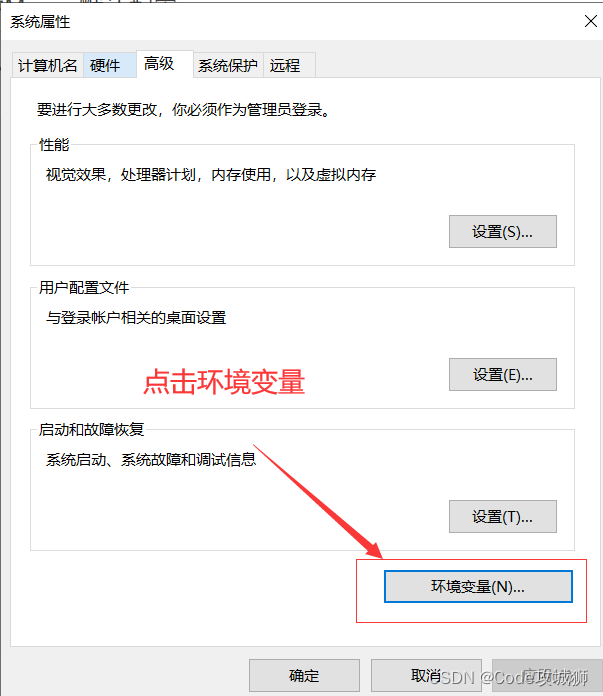 系统属性
计算机名 硬件 高级 系统保护 远程
要进行大多数更改，你必须作为管理员登录。
性能
视觉效果，处理器计划，内存使用，以及虚拟内存
设置(S)...
用户配置文件
与登录帐户相关的桌面设置
设置(E)...
点击环境变量
启动和故障恢复
系统启动、系统故障和调试信息
设置(T)...
环境变量(N)...
确定 取消
CSDN @Code攻城狮